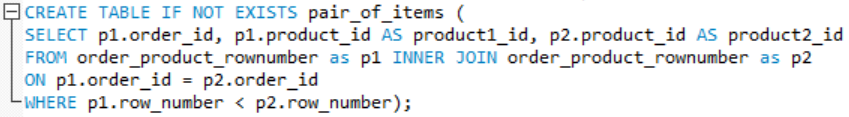 CREATE TABLE IF NOT EXISTS pair_of_items (
SELECT p1.order_id, p1.product_id AS product1_id, p2.product_id AS product2_id
FROM order_product_rownumber as p1 INNER JOIN order_product_rownumber as p2
ON p1.order_id = p2.order_id
WHERE p1.row_number < p2.row_number);